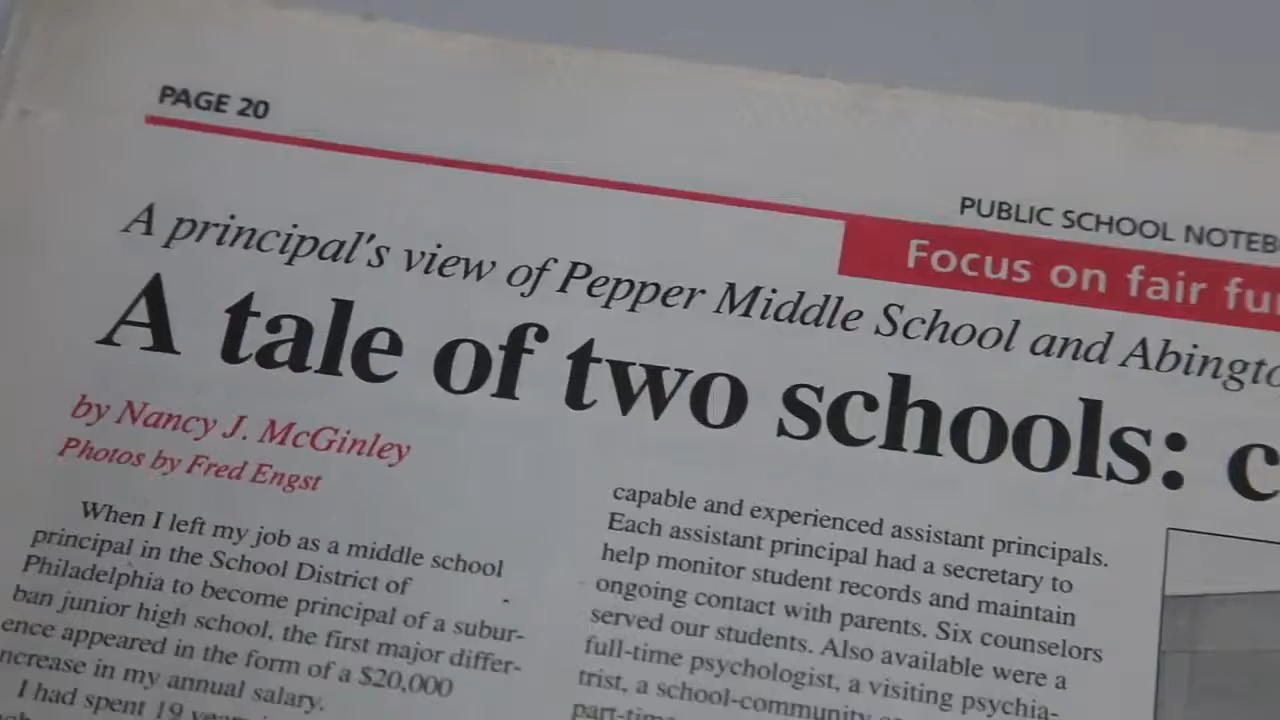 PAGE 20
PUBLIC SCHOOL
Focus on fair
A principal's view of Pepper Middle School and
A tale of two schools:
by Nancy J. McGinley
Photos by Fred Engst
When I left my job as a middle school
principal in the School District of
Philadelphia to become principal of a subur-
ban junior high school, the first major differ-
ence appeared in the form of a $20,000
ncrease in my annual salary.
I had spent 19
capable and experienced assistant principals.
Each assistant principal had a secretary to
help monitor student records and maintain
ongoing contact with parents. Six counselors
served our students. Also available were a
full-time psychologist, a visiting psychia-
trist, a school-community